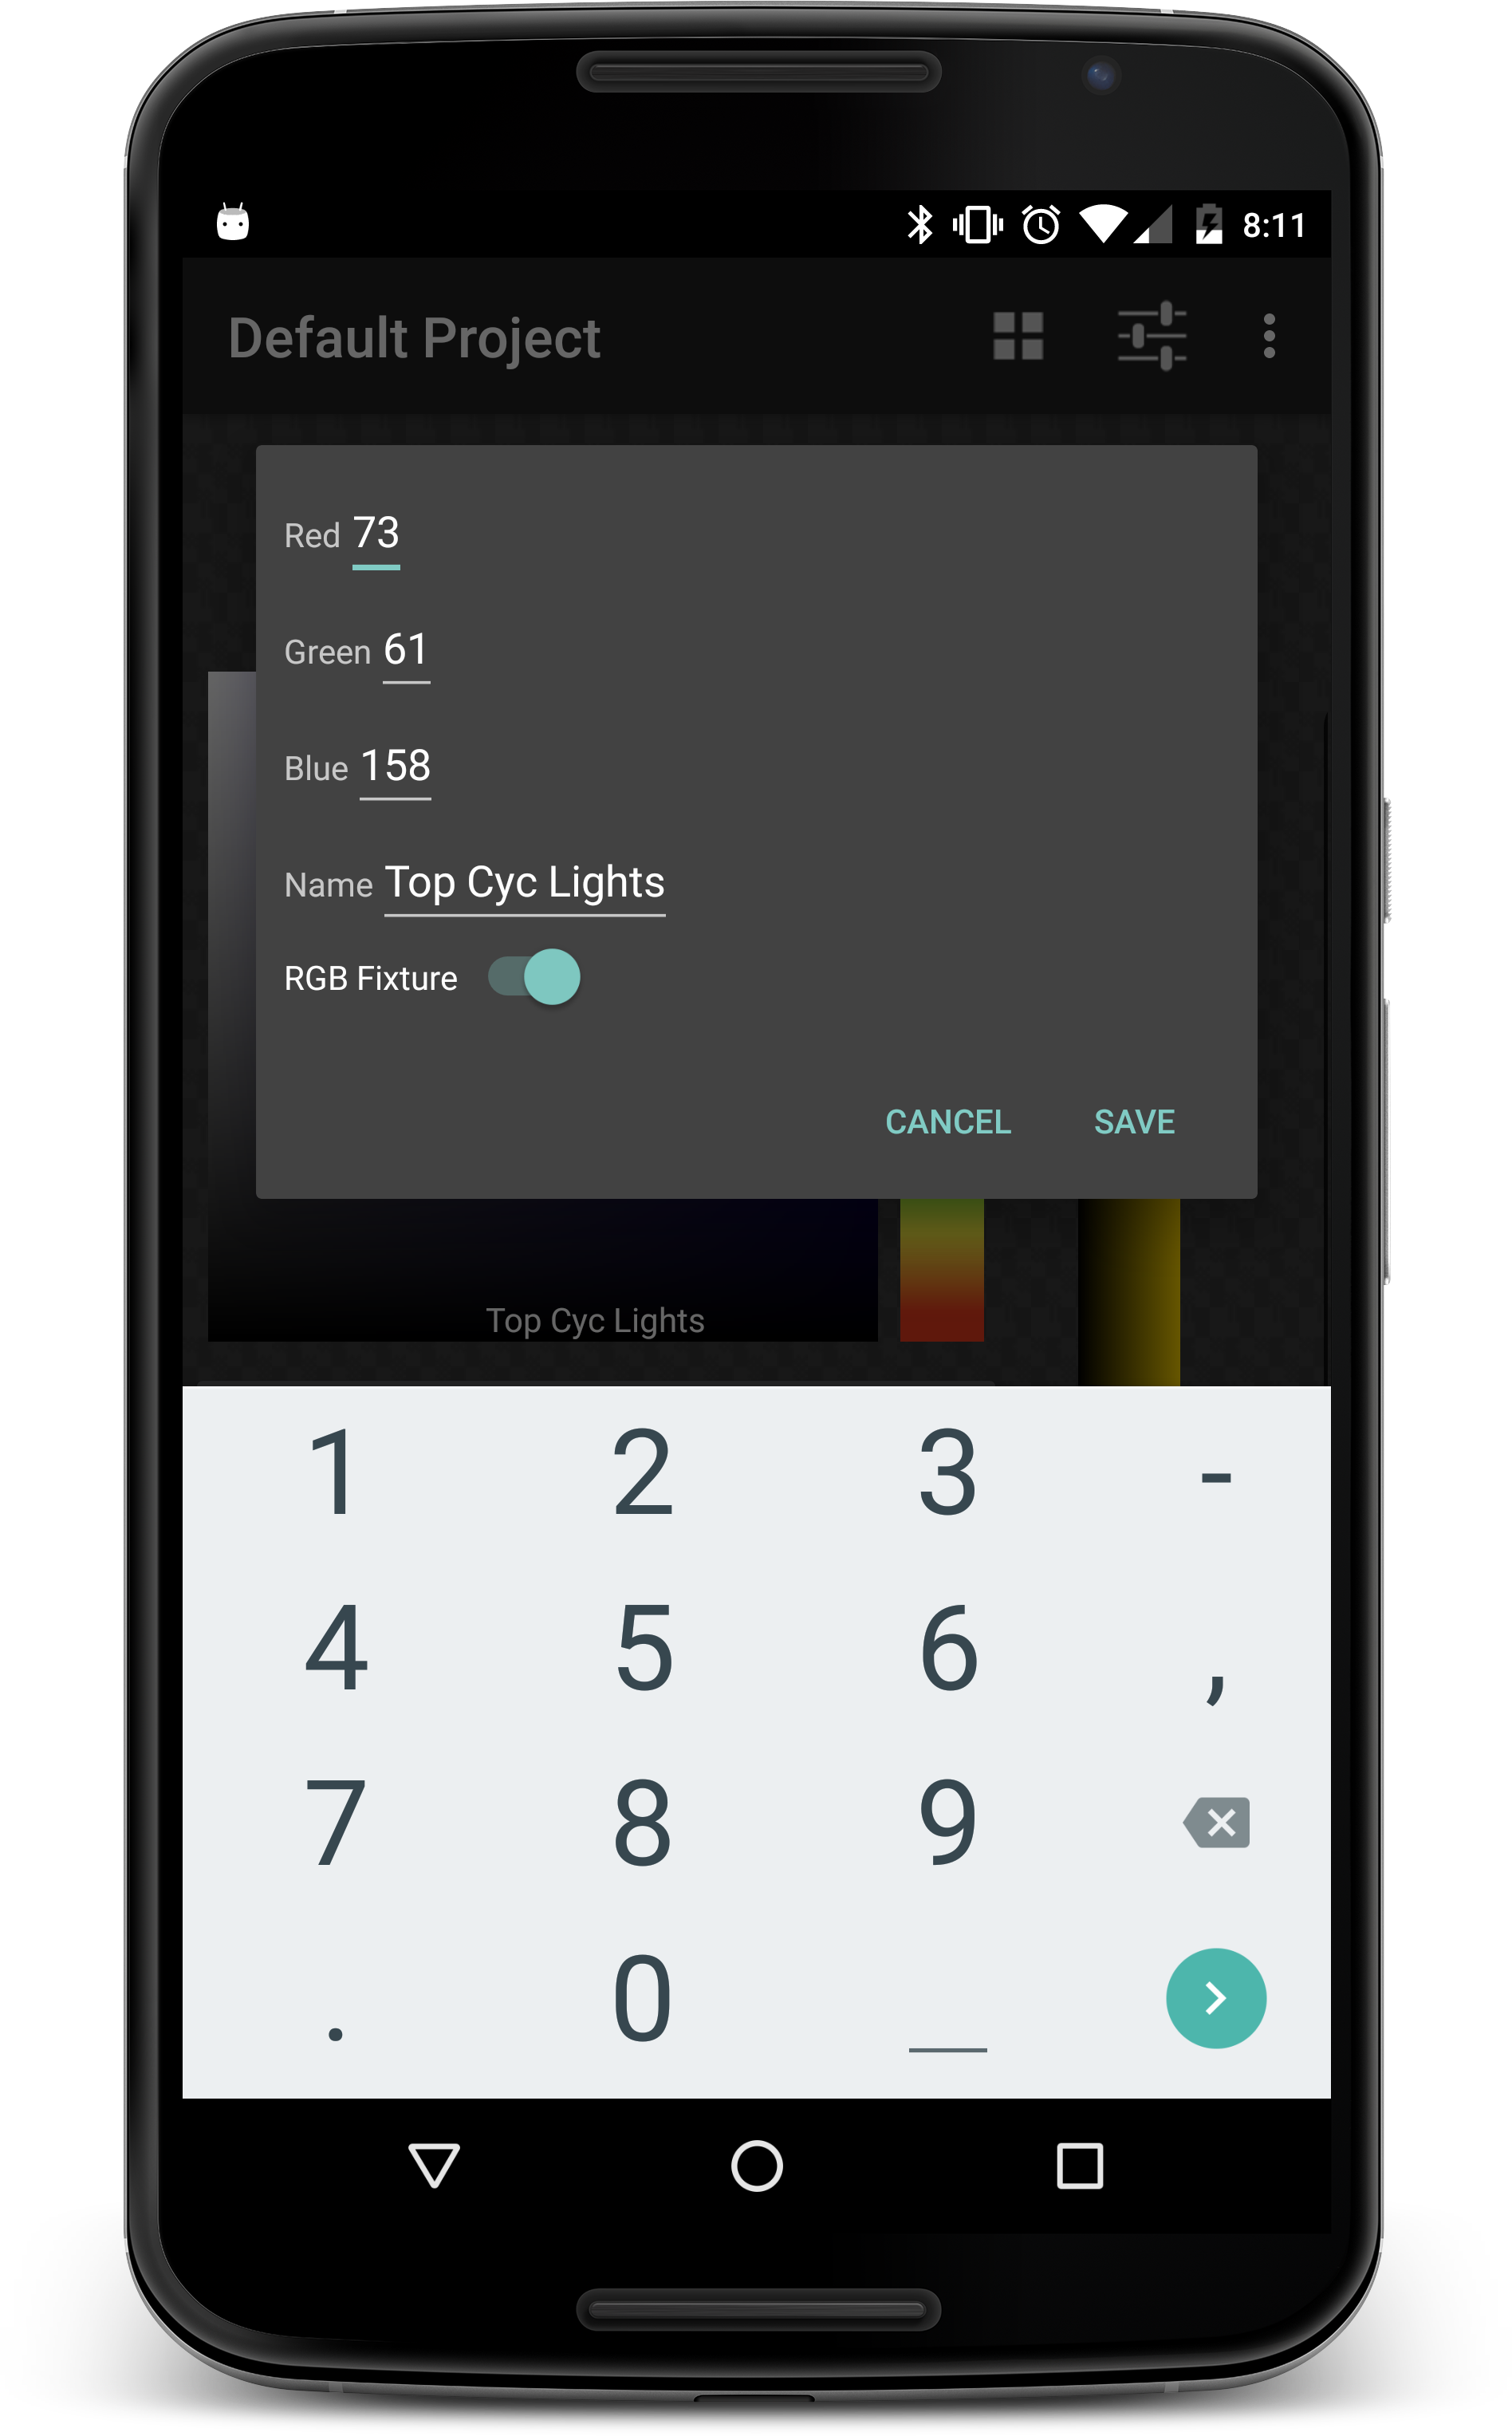 8:11
Default Project
Red 73
Green 61
Blue 158
Name Top Cyc Lights
RGB Fixture
CANCEL SAVE
Top Cyc Lights
1 2 3 -
4 5 6 ,
7 8 9
. 0 _